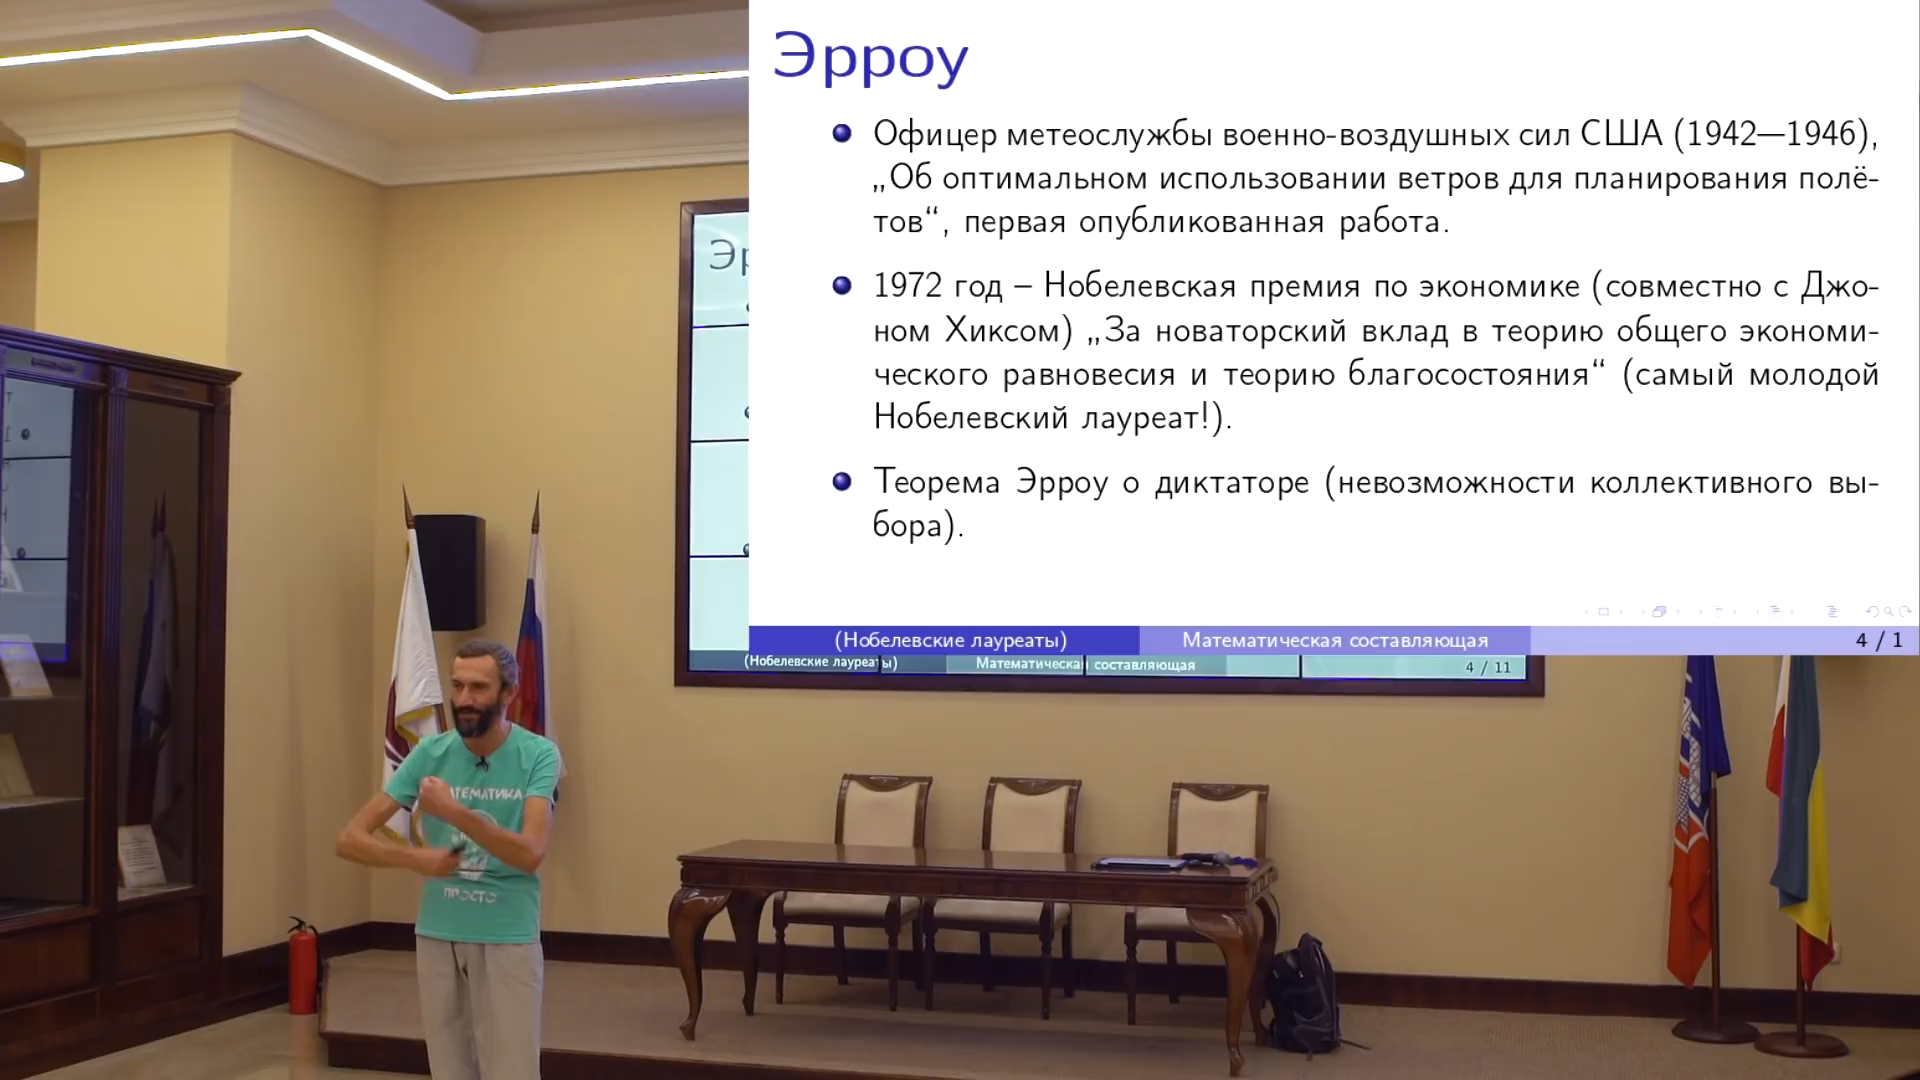 Эрроу
Офицер метеослужбы военно-воздушных сил США (1942—1946),
„Об оптимальном использовании ветров для планирования полё-
тов“, первая опубликованная работа.
1972 год – Нобелевская премия по экономике (совместно с Джо-
ном Хиксом) „За новаторский вклад в теорию общего экономи-
ческого равновесия и теорию благосостояния“ (самый молодой
Нобелевский лауреат!).
Теорема Эрроу о диктаторе (невозможности коллективного вы-
бора).
(Нобелевские лауреаты) Математическая составляющая 4 / 1
Эр
(Нобелевские лауреаты) Математическая составляющая 4 / 11
АТЕМАТИКА
ПРОСТО